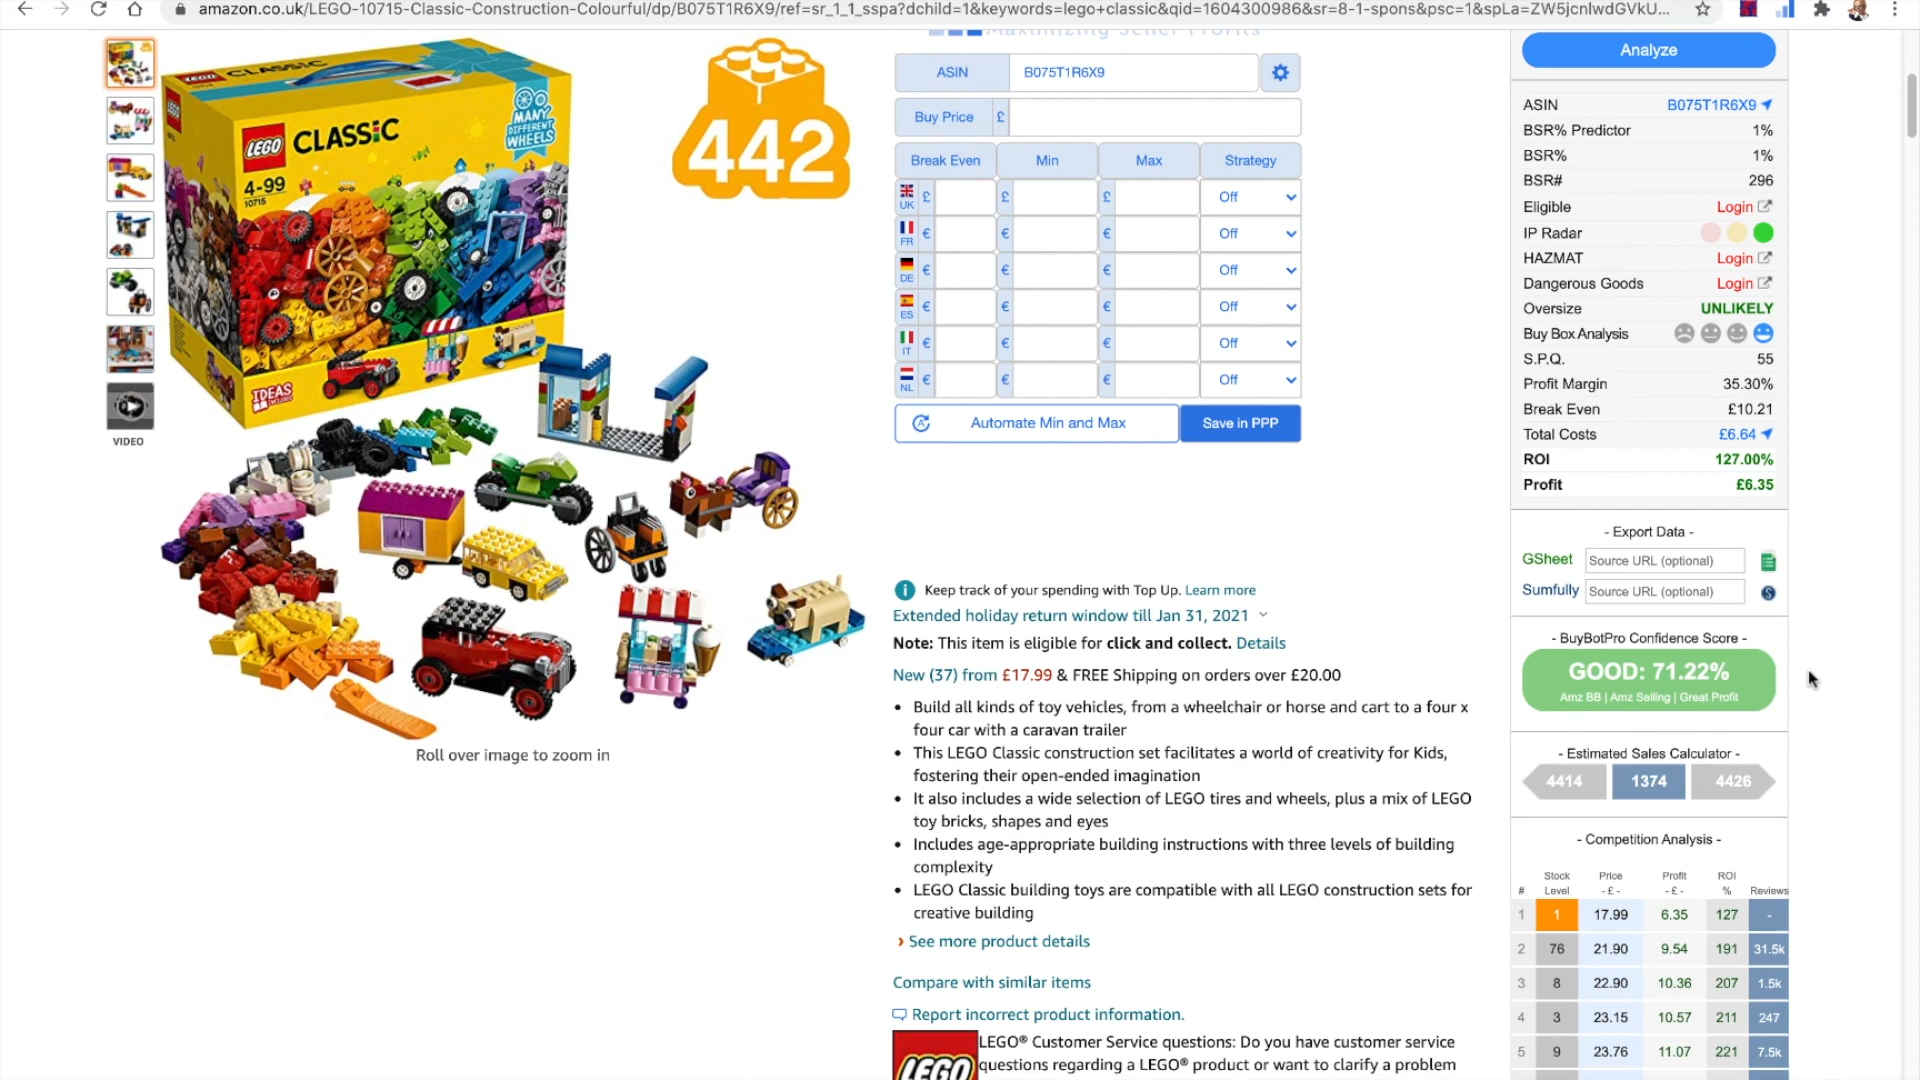 amazon.co.uk/LEGO-10715-Classic-Construction-Colourful/dp/B075T1R6X9/ref=sr_1_1_sspa?dchild=1&keywords=lego+classic&qid=1604300986&sr=8-1-spons&psc=1&spLa=ZW5jcnlwdGVkU...
Maximizing Seller Profits
LEGO CLASSIC
LEGO CLASSIC
4-99
10715
MANY DIFFERENT WHEELS
IDEAS INCLUDED
442
VIDEO
Roll over image to zoom in
ASIN B075T1R6X9
Buy Price £
Break Even Min Max Strategy
UK £ £ £ Off
FR € € € Off
DE € € € Off
ES € € € Off
IT € € € Off
NL € € € Off
Automate Min and Max Save in PPP
Keep track of your spending with Top Up. Learn more
Extended holiday return window till Jan 31, 2021
Note: This item is eligible for click and collect. Details
New (37) from £17.99 & FREE Shipping on orders over £20.00
• Build all kinds of toy vehicles, from a wheelchair or horse and cart to a four x
four car with a caravan trailer
• This LEGO Classic construction set facilitates a world of creativity for Kids,
fostering their open-ended imagination
• It also includes a wide selection of LEGO tires and wheels, plus a mix of LEGO
toy bricks, shapes and eyes
• Includes age-appropriate building instructions with three levels of building
complexity
• LEGO Classic building toys are compatible with all LEGO construction sets for
creative building
› See more product details
Compare with similar items
Report incorrect product information.
LEGO
LEGO® Customer Service questions: Do you have customer service
questions regarding a LEGO® product or want to clarify a problem
Analyze
ASIN B075T1R6X9
BSR% Predictor 1%
BSR% 1%
BSR# 296
Eligible Login
IP Radar
HAZMAT Login
Dangerous Goods Login
Oversize UNLIKELY
Buy Box Analysis
S.P.Q. 55
Profit Margin 35.30%
Break Even £10.21
Total Costs £6.64
ROI 127.00%
Profit £6.35
- Export Data -
GSheet Source URL (optional)
Sumfully Source URL (optional)
- BuyBotPro Confidence Score -
GOOD: 71.22%
Amz BB | Amz Selling | Great Profit
- Estimated Sales Calculator -
4414 1374 4426
- Competition Analysis -
# Stock Level Price - £ - Profit - £ - ROI % Reviews
1 1 17.99 6.35 127 -
2 76 21.90 9.54 191 31.5k
3 8 22.90 10.36 207 1.5k
4 3 23.15 10.57 211 247
5 9 23.76 11.07 221 7.5k